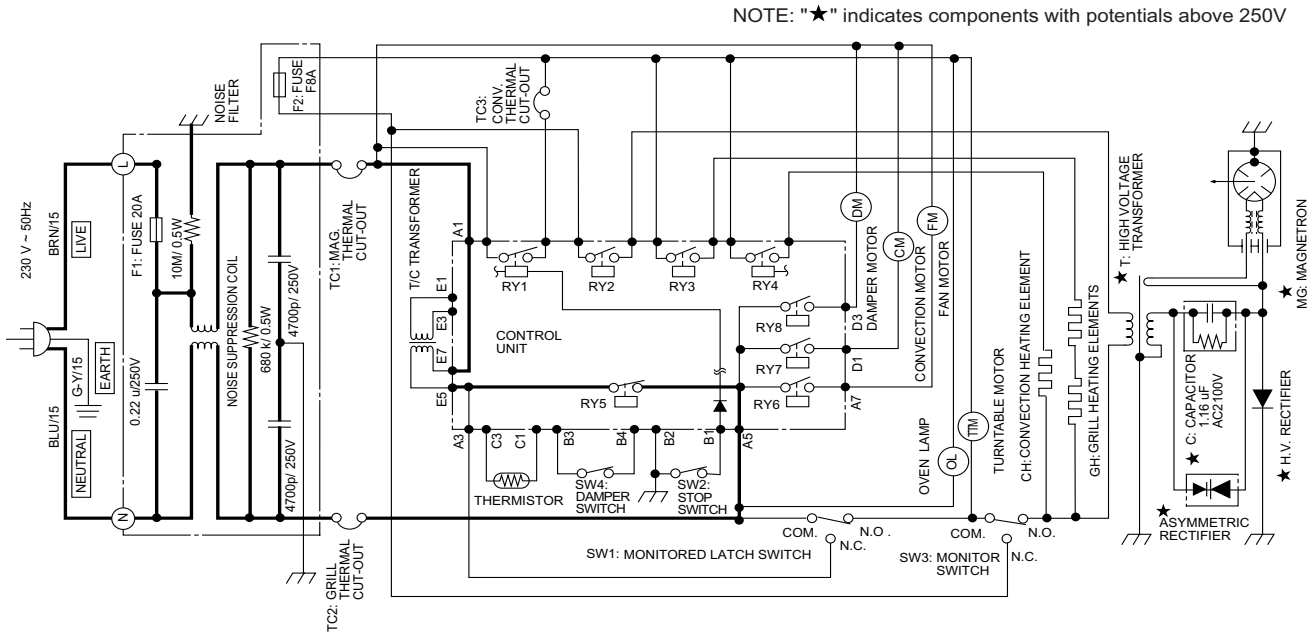 NOTE: "★" indicates components with potentials above 250V
230 V ~ 50Hz
BRN/15
LIVE
G-Y/15
EARTH
BLU/15
NEUTRAL
L
N
F1: FUSE 20A
10M/ 0.5W
0.22 u/250V
NOISE
FILTER
NOISE SUPPRESSION COIL
680 k/ 0.5W
4700p/ 250V
4700p/ 250V
F2: FUSE
F8A
TC1: MAG.
THERMAL
CUT-OUT
TC2: GRILL
THERMAL
CUT-OUT
TC3: CONV.
THERMAL
CUT-OUT
T/C TRANSFORMER
A1
E1
E3
E7
E5
CONTROL
UNIT
RY1
RY2
RY3
RY4
RY5
RY8
RY7
RY6
D3
D1
A7
A3
C3
C1
B3
B4
B2
B1
A5
THERMISTOR
SW4:
DAMPER
SWITCH
SW2:
STOP
SWITCH
DM
CM
FM
DAMPER MOTOR
CONVECTION MOTOR
FAN MOTOR
OL
OVEN LAMP
TTM
TURNTABLE MOTOR
CH: CONVECTION HEATING ELEMENT
GH: GRILL HEATING ELEMENTS
COM.
N.O .
N.C.
SW1: MONITORED LATCH SWITCH
COM.
N.O.
N.C.
SW3: MONITOR
SWITCH
★ T: HIGH VOLTAGE
TRANSFORMER
★ C: CAPACITOR
1.16 uF
AC2100V
★ ASYMMETRIC
RECTIFIER
★ H.V. RECTIFIER
★ MG: MAGNETRON